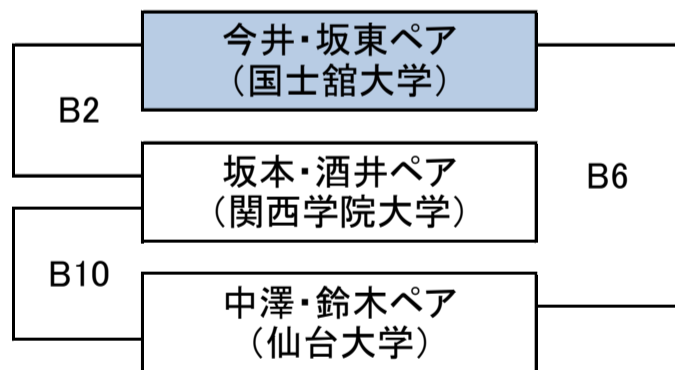 今井・坂東ペア
（国士舘大学）
B2
坂本・酒井ペア
（関西学院大学）
B6
B10
中澤・鈴木ペア
（仙台大学）